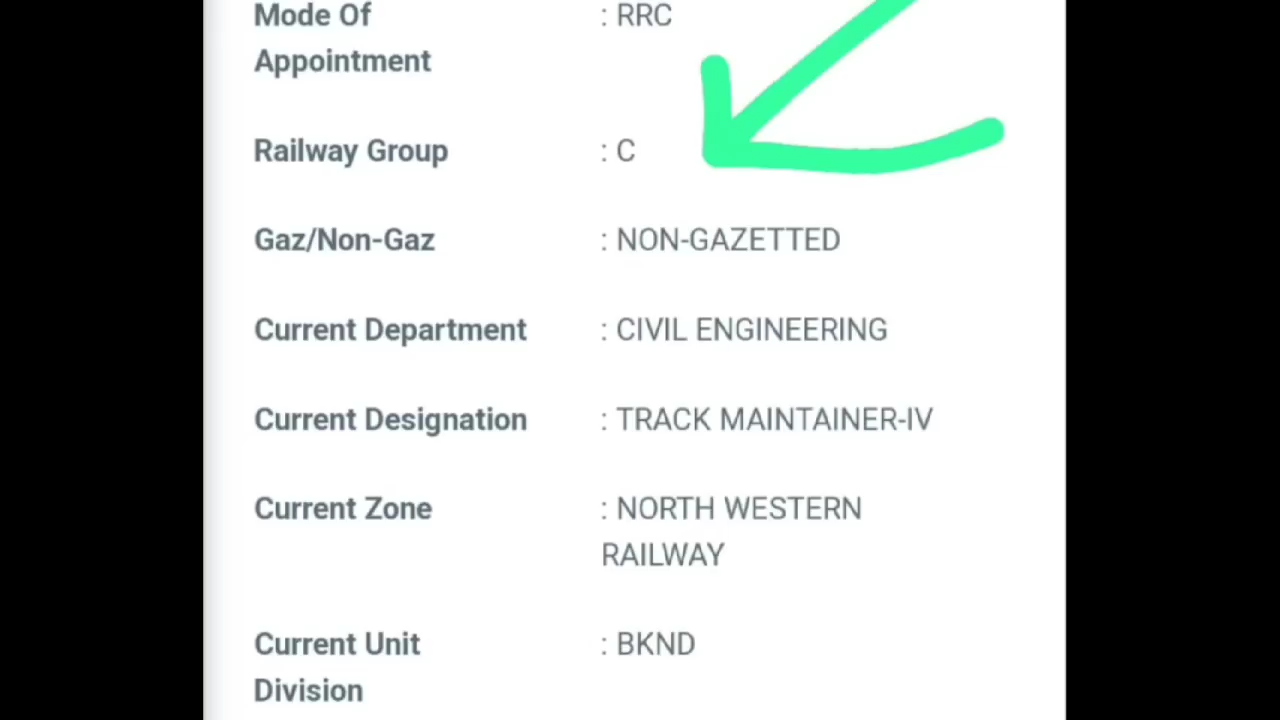 Mode Of : RRC
Appointment
Railway Group : C
Gaz/Non-Gaz : NON-GAZETTED
Current Department : CIVIL ENGINEERING
Current Designation : TRACK MAINTAINER-IV
Current Zone : NORTH WESTERN
RAILWAY
Current Unit : BKND
Division